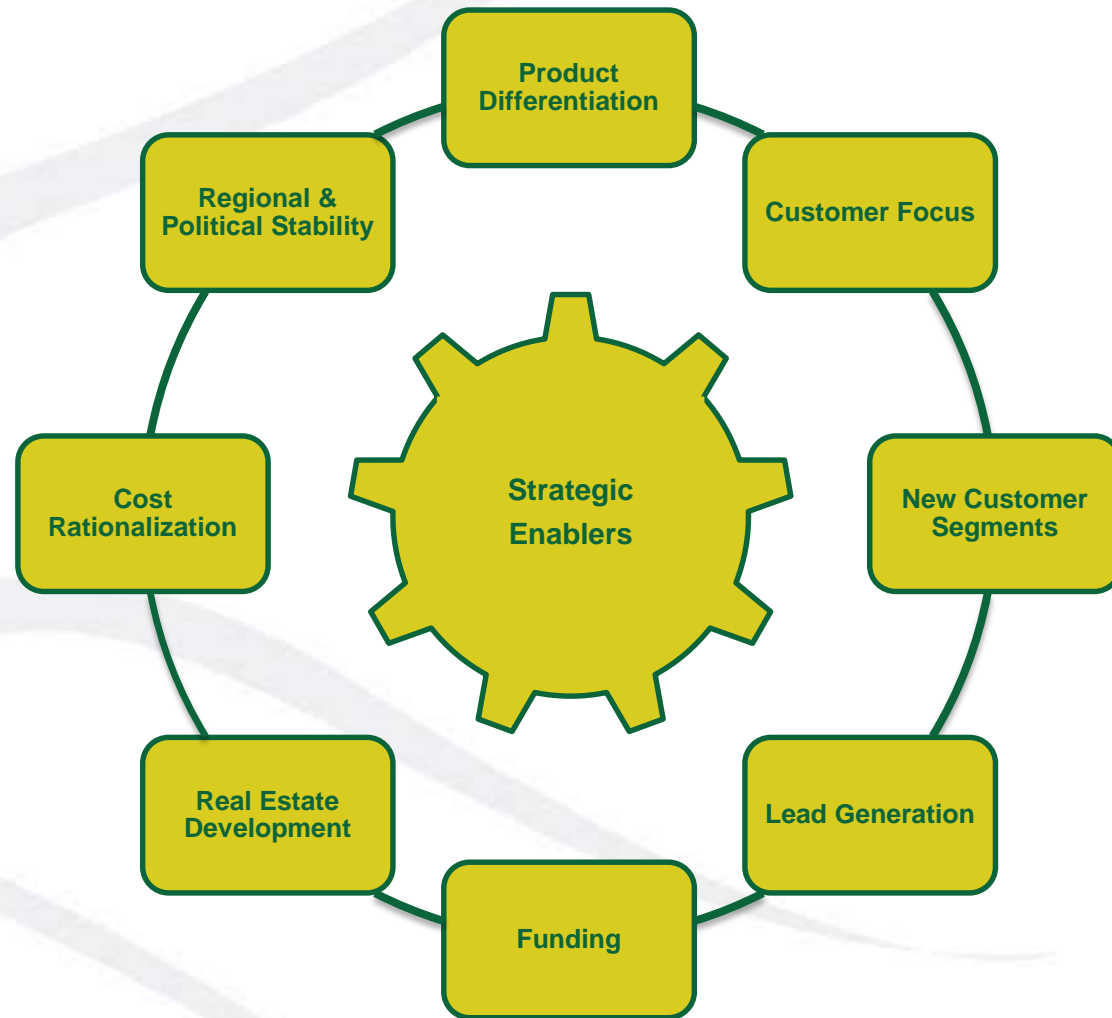 Product
Differentiation
Customer Focus
New Customer
Segments
Lead Generation
Funding
Real Estate
Development
Cost
Rationalization
Regional &
Political Stability
Strategic
Enablers